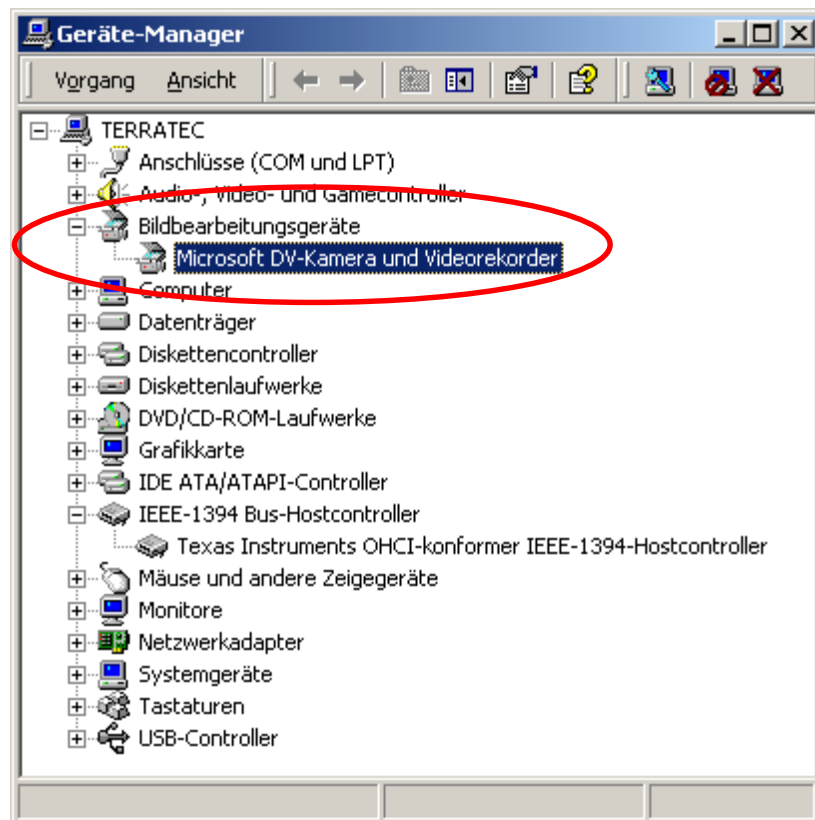 Geräte-Manager
Vorgang Ansicht
TERRATEC
Anschlüsse (COM und LPT)
Audio-, Video- und Gamecontroller
Bildbearbeitungsgeräte
Microsoft DV-Kamera und Videorekorder
Computer
Datenträger
Diskettencontroller
Diskettenlaufwerke
DVD/CD-ROM-Laufwerke
Grafikkarte
IDE ATA/ATAPI-Controller
IEEE-1394 Bus-Hostcontroller
Texas Instruments OHCI-konformer IEEE-1394-Hostcontroller
Mäuse und andere Zeigegeräte
Monitore
Netzwerkadapter
Systemgeräte
Tastaturen
USB-Controller